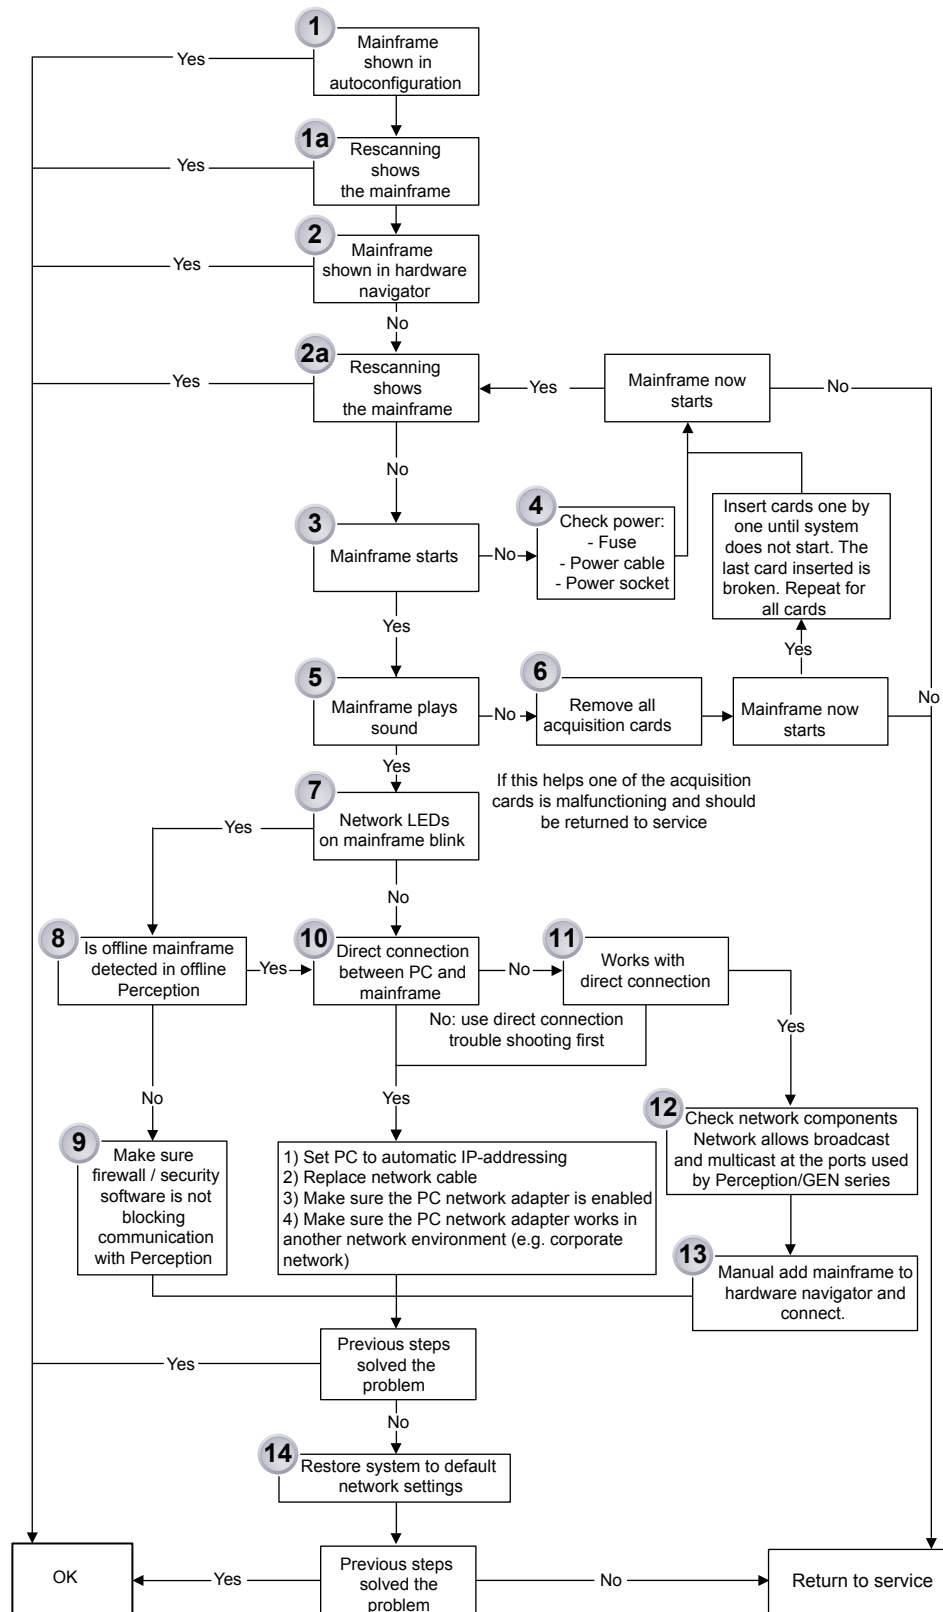 1
Mainframe
shown in
autoconfiguration
Yes
1a
Rescanning
shows
the mainframe
Yes
2
Mainframe
shown in hardware
navigator
Yes
No
2a
Rescanning
shows
the mainframe
Yes
Yes
Mainframe now
starts
No
No
3
Mainframe starts
No
4
Check power:
- Fuse
- Power cable
- Power socket
Insert cards one by
one until system
does not start. The
last card inserted is
broken. Repeat for
all cards
Yes
Yes
5
Mainframe plays
sound
No
6
Remove all
acquisition cards
Mainframe now
starts
No
Yes
If this helps one of the acquisition
cards is malfunctioning and should
be returned to service
7
Network LEDs
on mainframe blink
Yes
No
8
Is offline mainframe
detected in offline
Perception
Yes
10
Direct connection
between PC and
mainframe
No
11
Works with
direct connection
No: use direct connection
trouble shooting first
Yes
No
Yes
9
Make sure
firewall / security
software is not
blocking
communication
with Perception
1) Set PC to automatic IP-addressing
2) Replace network cable
3) Make sure the PC network adapter is enabled
4) Make sure the PC network adapter works in
another network environment (e.g. corporate
network)
12
Check network components
Network allows broadcast
and multicast at the ports used
by Perception/GEN series
13
Manual add mainframe to
hardware navigator and
connect.
Previous steps
solved the
problem
Yes
No
14
Restore system to default
network settings
OK
Yes
Previous steps
solved the
problem
No
Return to service